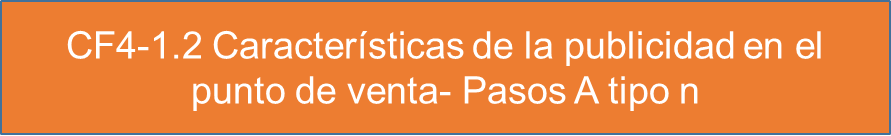 CF4-1.2 Características de la publicidad en el
punto de venta- Pasos A tipo n